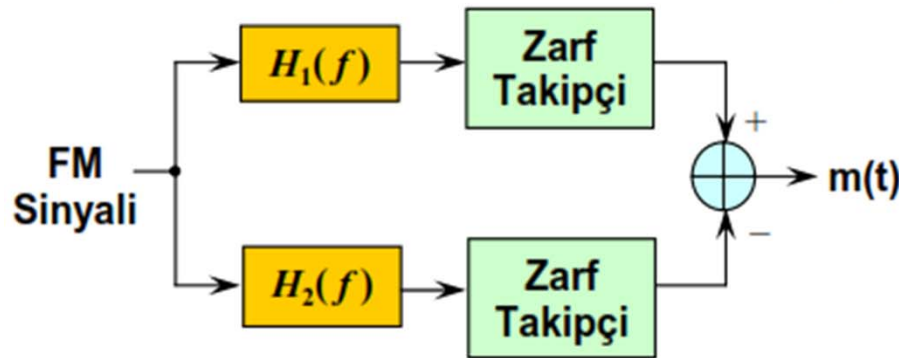 H₁(f)
Zarf
Takipçi
+
FM
Sinyali
m(t)
−
H₂(f)
Zarf
Takipçi